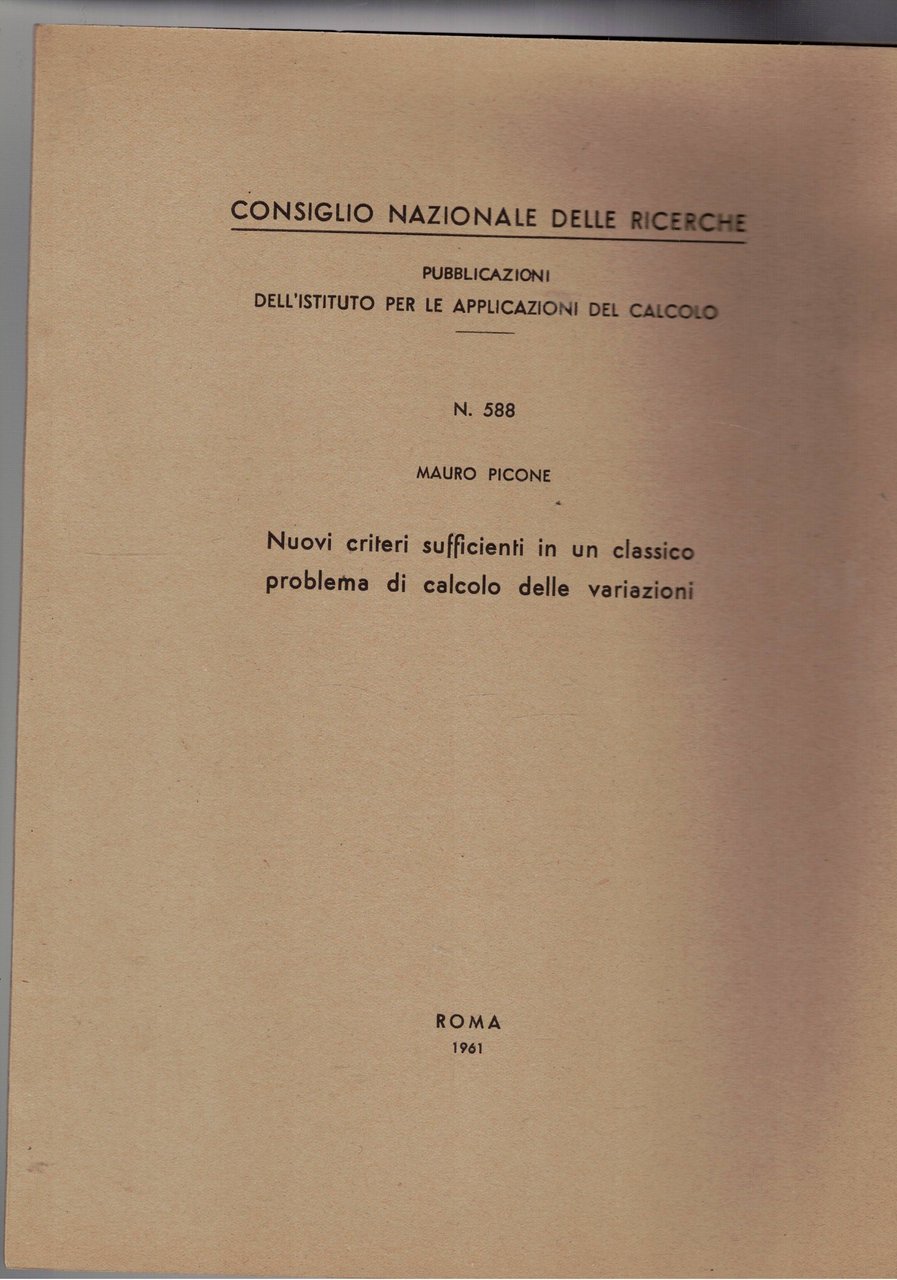 CONSIGLIO NAZIONALE DELLE RICERCHE
PUBBLICAZIONI
DELL'ISTITUTO PER LE APPLICAZIONI DEL CALCOLO
N. 588
MAURO PICONE
Nuovi criteri sufficienti in un classico
problema di calcolo delle variazioni
ROMA
1961